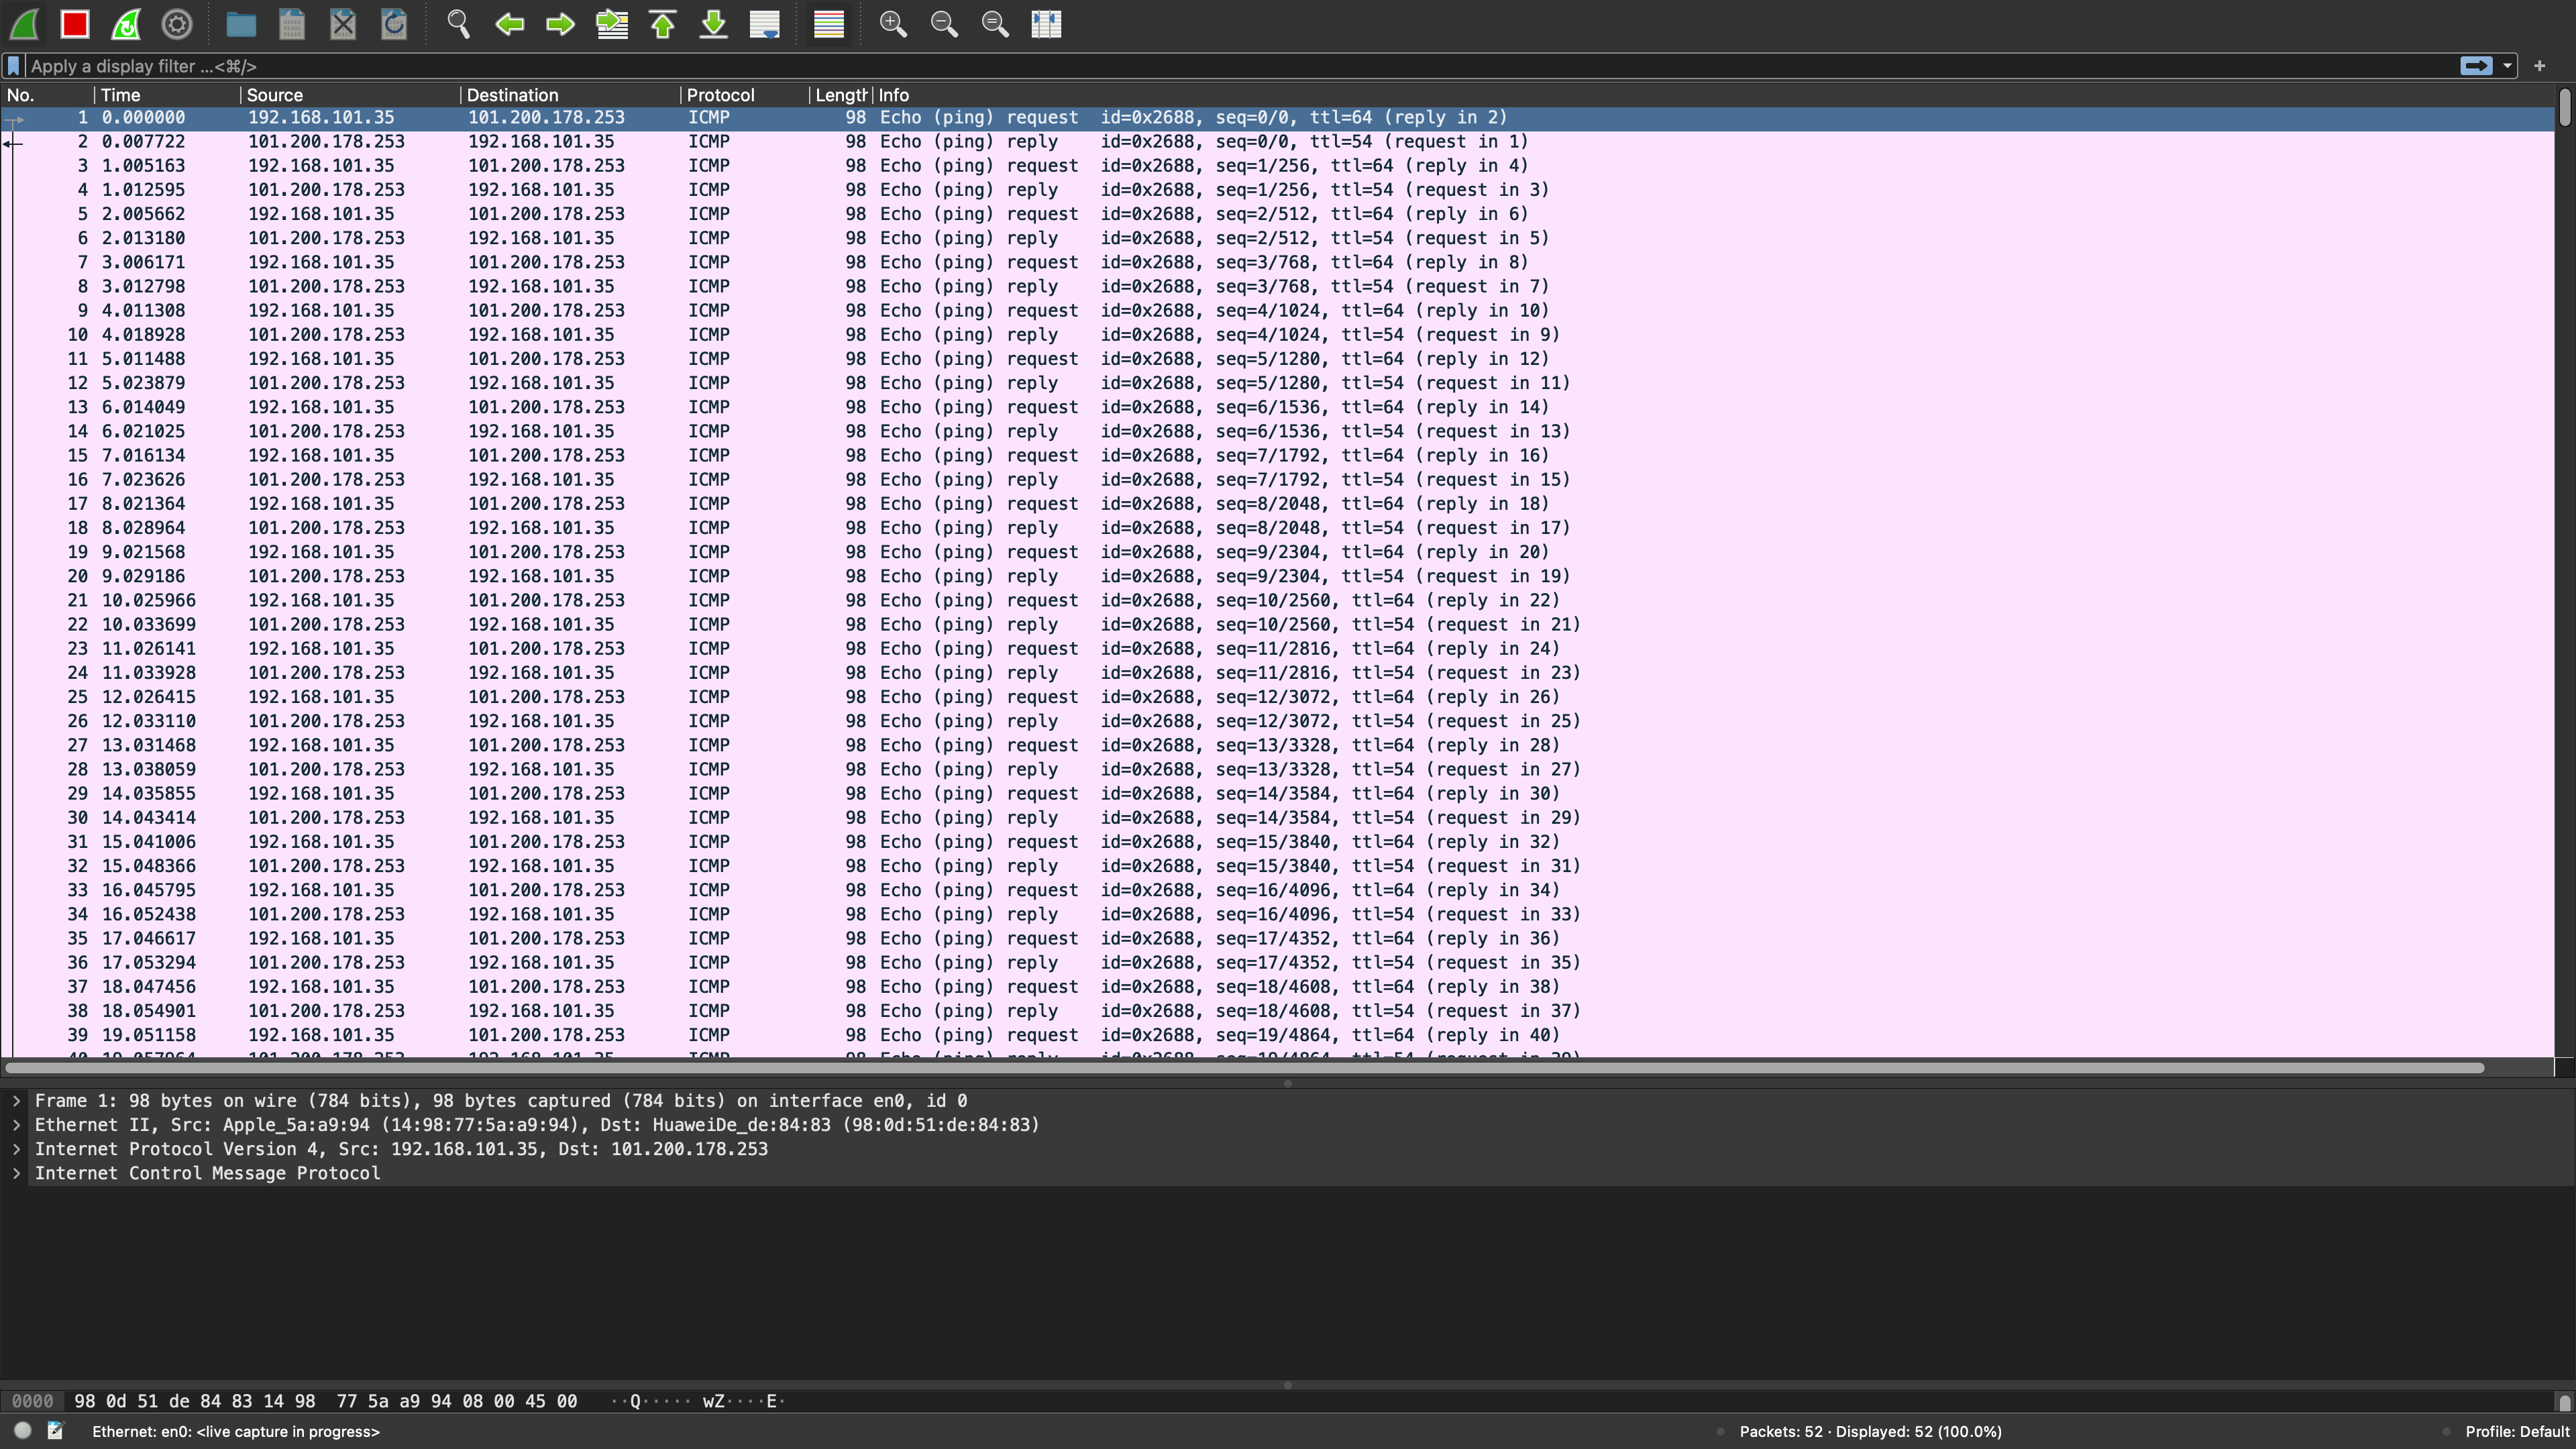 Apply a display filter ...<⌘/>
No. Time Source Destination Protocol Length Info
1 0.000000 192.168.101.35 101.200.178.253 ICMP 98 Echo (ping) request id=0x2688, seq=0/0, ttl=64 (reply in 2)
2 0.007722 101.200.178.253 192.168.101.35 ICMP 98 Echo (ping) reply id=0x2688, seq=0/0, ttl=54 (request in 1)
3 1.005163 192.168.101.35 101.200.178.253 ICMP 98 Echo (ping) request id=0x2688, seq=1/256, ttl=64 (reply in 4)
4 1.012595 101.200.178.253 192.168.101.35 ICMP 98 Echo (ping) reply id=0x2688, seq=1/256, ttl=54 (request in 3)
5 2.005662 192.168.101.35 101.200.178.253 ICMP 98 Echo (ping) request id=0x2688, seq=2/512, ttl=64 (reply in 6)
6 2.013180 101.200.178.253 192.168.101.35 ICMP 98 Echo (ping) reply id=0x2688, seq=2/512, ttl=54 (request in 5)
7 3.006171 192.168.101.35 101.200.178.253 ICMP 98 Echo (ping) request id=0x2688, seq=3/768, ttl=64 (reply in 8)
8 3.012798 101.200.178.253 192.168.101.35 ICMP 98 Echo (ping) reply id=0x2688, seq=3/768, ttl=54 (request in 7)
9 4.011308 192.168.101.35 101.200.178.253 ICMP 98 Echo (ping) request id=0x2688, seq=4/1024, ttl=64 (reply in 10)
10 4.018928 101.200.178.253 192.168.101.35 ICMP 98 Echo (ping) reply id=0x2688, seq=4/1024, ttl=54 (request in 9)
11 5.011488 192.168.101.35 101.200.178.253 ICMP 98 Echo (ping) request id=0x2688, seq=5/1280, ttl=64 (reply in 12)
12 5.023879 101.200.178.253 192.168.101.35 ICMP 98 Echo (ping) reply id=0x2688, seq=5/1280, ttl=54 (request in 11)
13 6.014049 192.168.101.35 101.200.178.253 ICMP 98 Echo (ping) request id=0x2688, seq=6/1536, ttl=64 (reply in 14)
14 6.021025 101.200.178.253 192.168.101.35 ICMP 98 Echo (ping) reply id=0x2688, seq=6/1536, ttl=54 (request in 13)
15 7.016134 192.168.101.35 101.200.178.253 ICMP 98 Echo (ping) request id=0x2688, seq=7/1792, ttl=64 (reply in 16)
16 7.023626 101.200.178.253 192.168.101.35 ICMP 98 Echo (ping) reply id=0x2688, seq=7/1792, ttl=54 (request in 15)
17 8.021364 192.168.101.35 101.200.178.253 ICMP 98 Echo (ping) request id=0x2688, seq=8/2048, ttl=64 (reply in 18)
18 8.028964 101.200.178.253 192.168.101.35 ICMP 98 Echo (ping) reply id=0x2688, seq=8/2048, ttl=54 (request in 17)
19 9.021568 192.168.101.35 101.200.178.253 ICMP 98 Echo (ping) request id=0x2688, seq=9/2304, ttl=64 (reply in 20)
20 9.029186 101.200.178.253 192.168.101.35 ICMP 98 Echo (ping) reply id=0x2688, seq=9/2304, ttl=54 (request in 19)
21 10.025966 192.168.101.35 101.200.178.253 ICMP 98 Echo (ping) request id=0x2688, seq=10/2560, ttl=64 (reply in 22)
22 10.033699 101.200.178.253 192.168.101.35 ICMP 98 Echo (ping) reply id=0x2688, seq=10/2560, ttl=54 (request in 21)
23 11.026141 192.168.101.35 101.200.178.253 ICMP 98 Echo (ping) request id=0x2688, seq=11/2816, ttl=64 (reply in 24)
24 11.033928 101.200.178.253 192.168.101.35 ICMP 98 Echo (ping) reply id=0x2688, seq=11/2816, ttl=54 (request in 23)
25 12.026415 192.168.101.35 101.200.178.253 ICMP 98 Echo (ping) request id=0x2688, seq=12/3072, ttl=64 (reply in 26)
26 12.033110 101.200.178.253 192.168.101.35 ICMP 98 Echo (ping) reply id=0x2688, seq=12/3072, ttl=54 (request in 25)
27 13.031468 192.168.101.35 101.200.178.253 ICMP 98 Echo (ping) request id=0x2688, seq=13/3328, ttl=64 (reply in 28)
28 13.038059 101.200.178.253 192.168.101.35 ICMP 98 Echo (ping) reply id=0x2688, seq=13/3328, ttl=54 (request in 27)
29 14.035855 192.168.101.35 101.200.178.253 ICMP 98 Echo (ping) request id=0x2688, seq=14/3584, ttl=64 (reply in 30)
30 14.043414 101.200.178.253 192.168.101.35 ICMP 98 Echo (ping) reply id=0x2688, seq=14/3584, ttl=54 (request in 29)
31 15.041006 192.168.101.35 101.200.178.253 ICMP 98 Echo (ping) request id=0x2688, seq=15/3840, ttl=64 (reply in 32)
32 15.048366 101.200.178.253 192.168.101.35 ICMP 98 Echo (ping) reply id=0x2688, seq=15/3840, ttl=54 (request in 31)
33 16.045795 192.168.101.35 101.200.178.253 ICMP 98 Echo (ping) request id=0x2688, seq=16/4096, ttl=64 (reply in 34)
34 16.052438 101.200.178.253 192.168.101.35 ICMP 98 Echo (ping) reply id=0x2688, seq=16/4096, ttl=54 (request in 33)
35 17.046617 192.168.101.35 101.200.178.253 ICMP 98 Echo (ping) request id=0x2688, seq=17/4352, ttl=64 (reply in 36)
36 17.053294 101.200.178.253 192.168.101.35 ICMP 98 Echo (ping) reply id=0x2688, seq=17/4352, ttl=54 (request in 35)
37 18.047456 192.168.101.35 101.200.178.253 ICMP 98 Echo (ping) request id=0x2688, seq=18/4608, ttl=64 (reply in 38)
38 18.054901 101.200.178.253 192.168.101.35 ICMP 98 Echo (ping) reply id=0x2688, seq=18/4608, ttl=54 (request in 37)
39 19.051158 192.168.101.35 101.200.178.253 ICMP 98 Echo (ping) request id=0x2688, seq=19/4864, ttl=64 (reply in 40)
40 19.057964 101.200.178.253 192.168.101.35 ICMP 98 Echo (ping) reply id=0x2688, seq=19/4864, ttl=54 (request in 39)
Frame 1: 98 bytes on wire (784 bits), 98 bytes captured (784 bits) on interface en0, id 0
Ethernet II, Src: Apple_5a:a9:94 (14:98:77:5a:a9:94), Dst: HuaweiDe_de:84:83 (98:0d:51:de:84:83)
Internet Protocol Version 4, Src: 192.168.101.35, Dst: 101.200.178.253
Internet Control Message Protocol
0000 98 0d 51 de 84 83 14 98 77 5a a9 94 08 00 45 00 ··Q····· wZ····E·
Ethernet: en0: <live capture in progress> Packets: 52 · Displayed: 52 (100.0%) Profile: Default